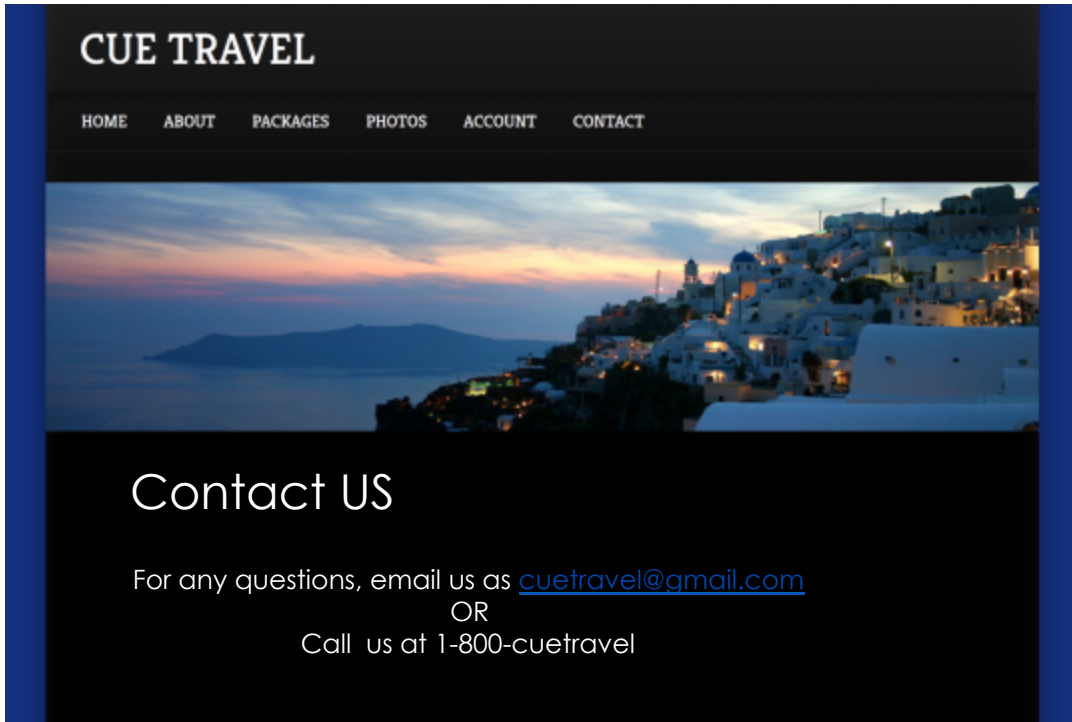 CUE TRAVEL
HOME ABOUT PACKAGES PHOTOS ACCOUNT CONTACT
Contact US
For any questions, email us as cuetravel@gmail.com
OR
Call us at 1-800-cuetravel